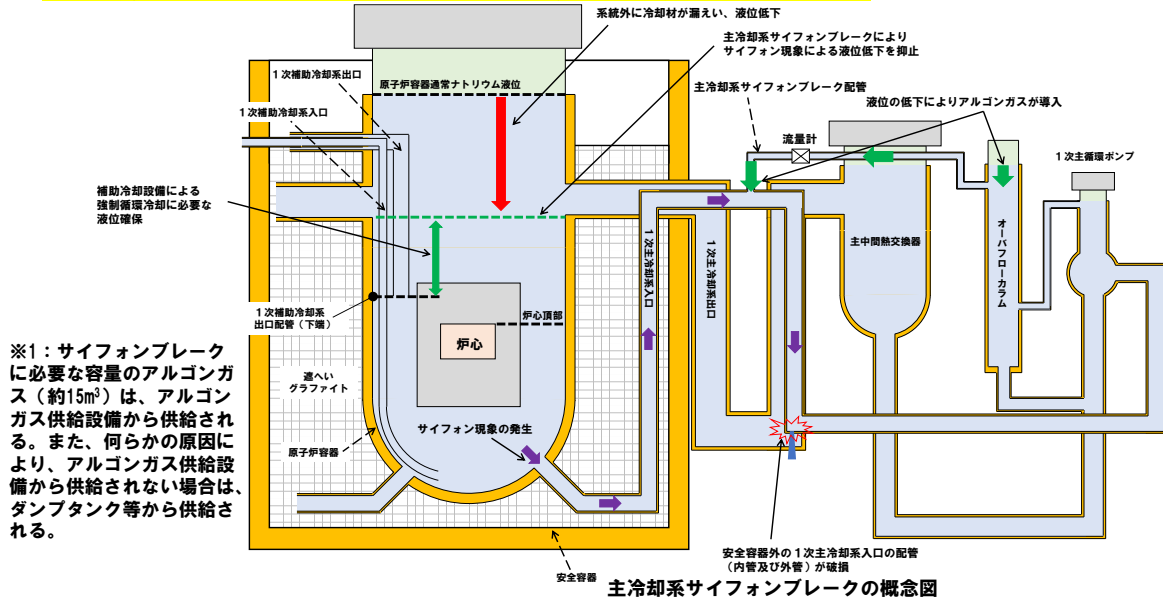 系統外に冷却材が漏えい、液位低下
主冷却系サイフォンブレークにより
サイフォン現象による液位低下を抑止
1次補助冷却系出口
原子炉容器通常ナトリウム液位
主冷却系サイフォンブレーク配管
液位の低下によりアルゴンガスが導入
1次補助冷却系入口
流量計
1次主循環ポンプ
補助冷却設備による
強制循環冷却に必要な
液位確保
主中間熱交換器
オーバフローカラム
1次主冷却系入口
1次主冷却系出口
1次補助冷却系
出口配管(下端)
炉心頂部
炉心
※1:サイフォンブレーク
に必要な容量のアルゴンガ
ス(約15m³)は、アルゴン
ガス供給設備から供給され
る。また、何らかの原因に
より、アルゴンガス供給設
備から供給されない場合は、
ダンプタンク等から供給さ
れる。
遮へい
グラファイト
サイフォン現象の発生
原子炉容器
安全容器外の1次主冷却系入口の配管
(内管及び外管)が破損
安全容器
主冷却系サイフォンブレークの概念図